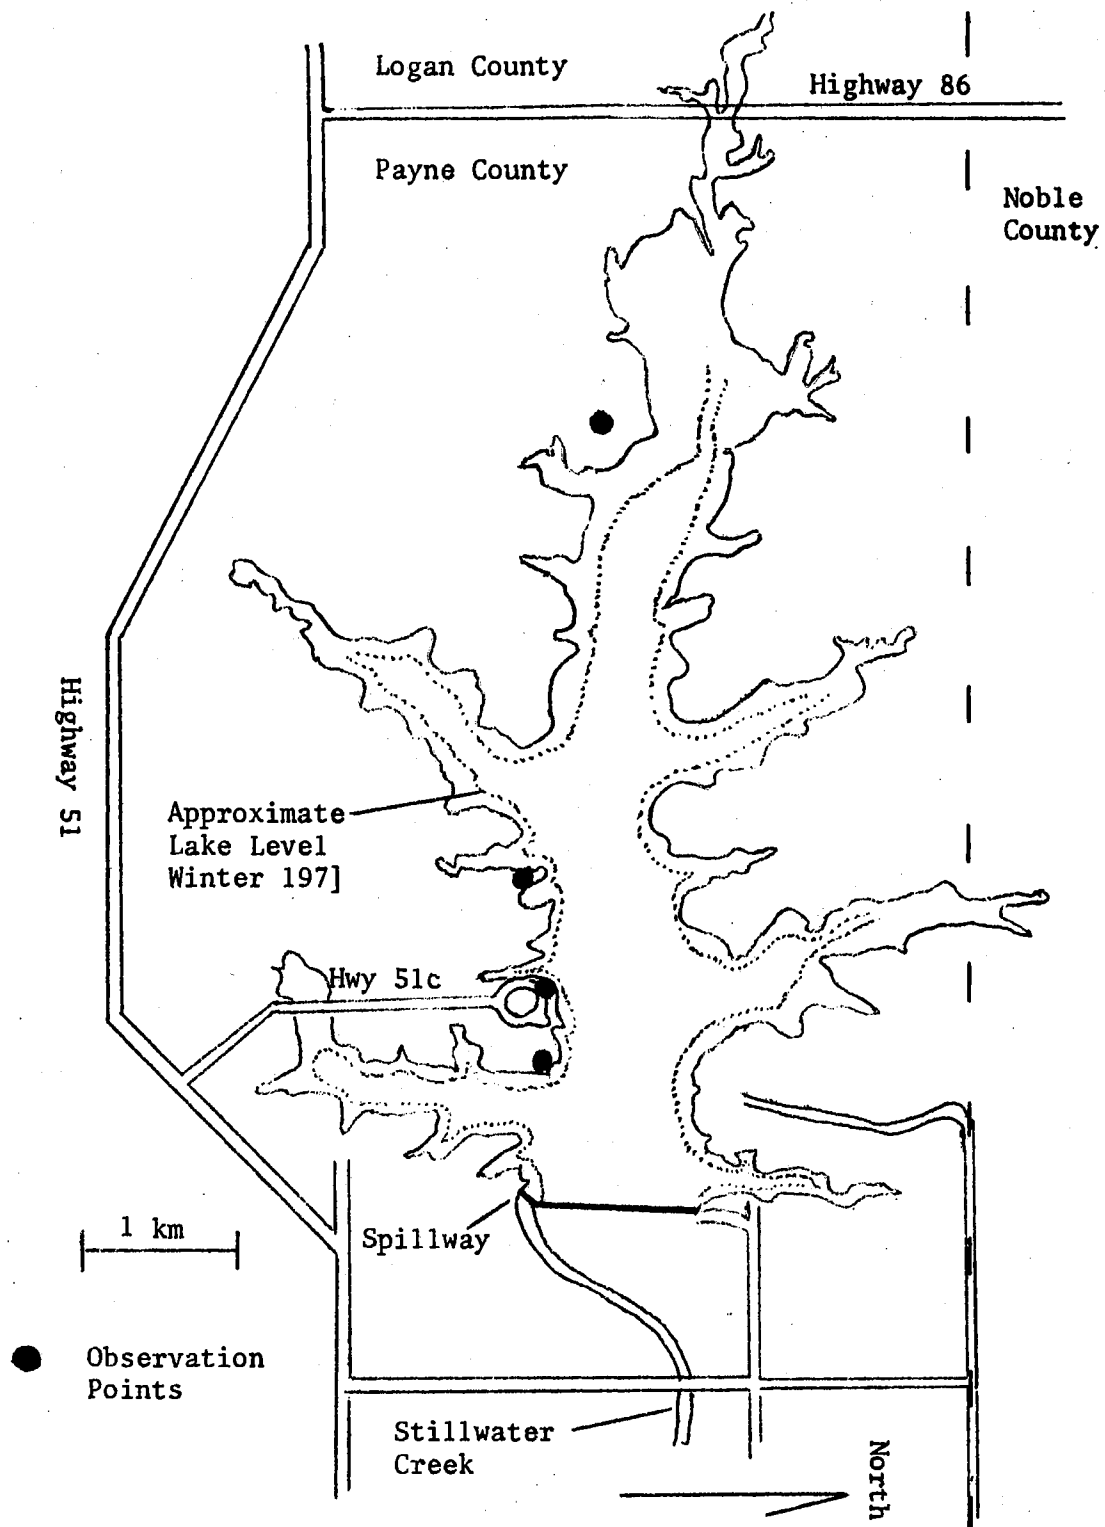 Logan County
Highway 86
Payne County
Noble
County
Highway 51
Approximate
Lake Level
Winter 197]
Hwy 51c
1 km
Spillway
Observation
Points
Stillwater
Creek
North